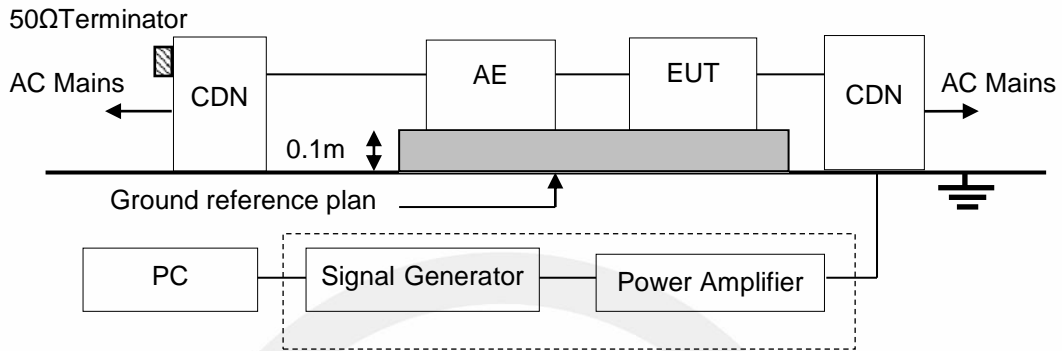 50ΩTerminator
AC Mains
CDN
AE
EUT
CDN
AC Mains
0.1m
Ground reference plan
PC
Signal Generator
Power Amplifier